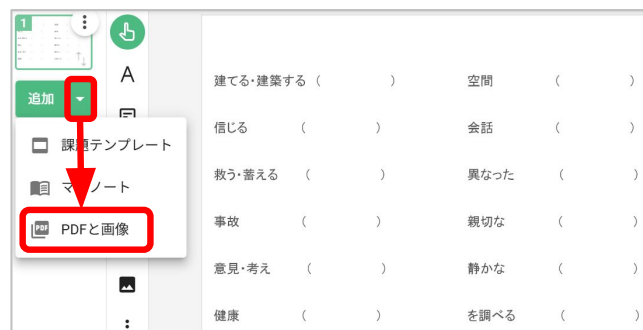 1
A
追加
課題テンプレート
ノート
PDF PDFと画像
建てる・建築する ( ) 空間 ( )
信じる ( ) 会話 ( )
救う・蓄える ( ) 異なった ( )
事故 ( ) 親切な ( )
意見・考え ( ) 静かな ( )
健康 ( ) を調べる ( )